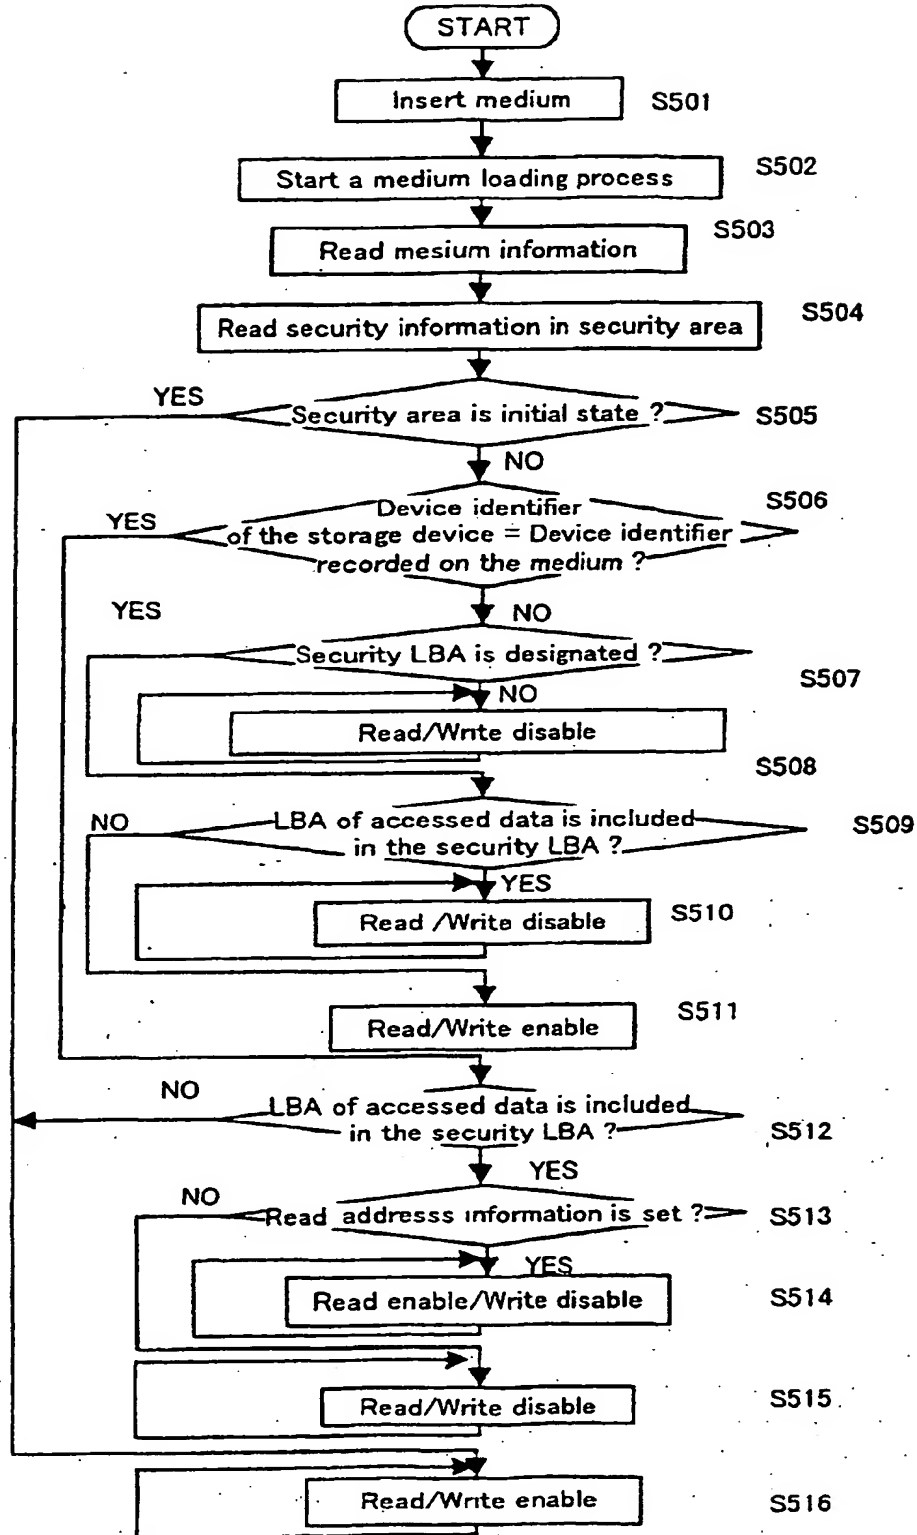 START
Insert medium
S501
Start a medium loading process
S502
Read mesium information
S503
Read security information in security area
S504
YES
Security area is initial state ?
S505
NO
S506
Device identifier
YES
of the storage device = Device identifier
recorded on the medium ?
YES
NO
Security LBA is designated ?
S507
NO
Read/Write disable
S508
NO
LBA of accessed data is included
S509
in the security LBA ?
YES
Read /Write disable
S510
Read/Write enable
S511
NO
LBA of accessed data is included
in the security LBA ?
S512
YES
NO
Read addresss information is set ?
S513
YES
Read enable/Write disable
S514
Read/Write disable
S515
Read/Write enable
S516